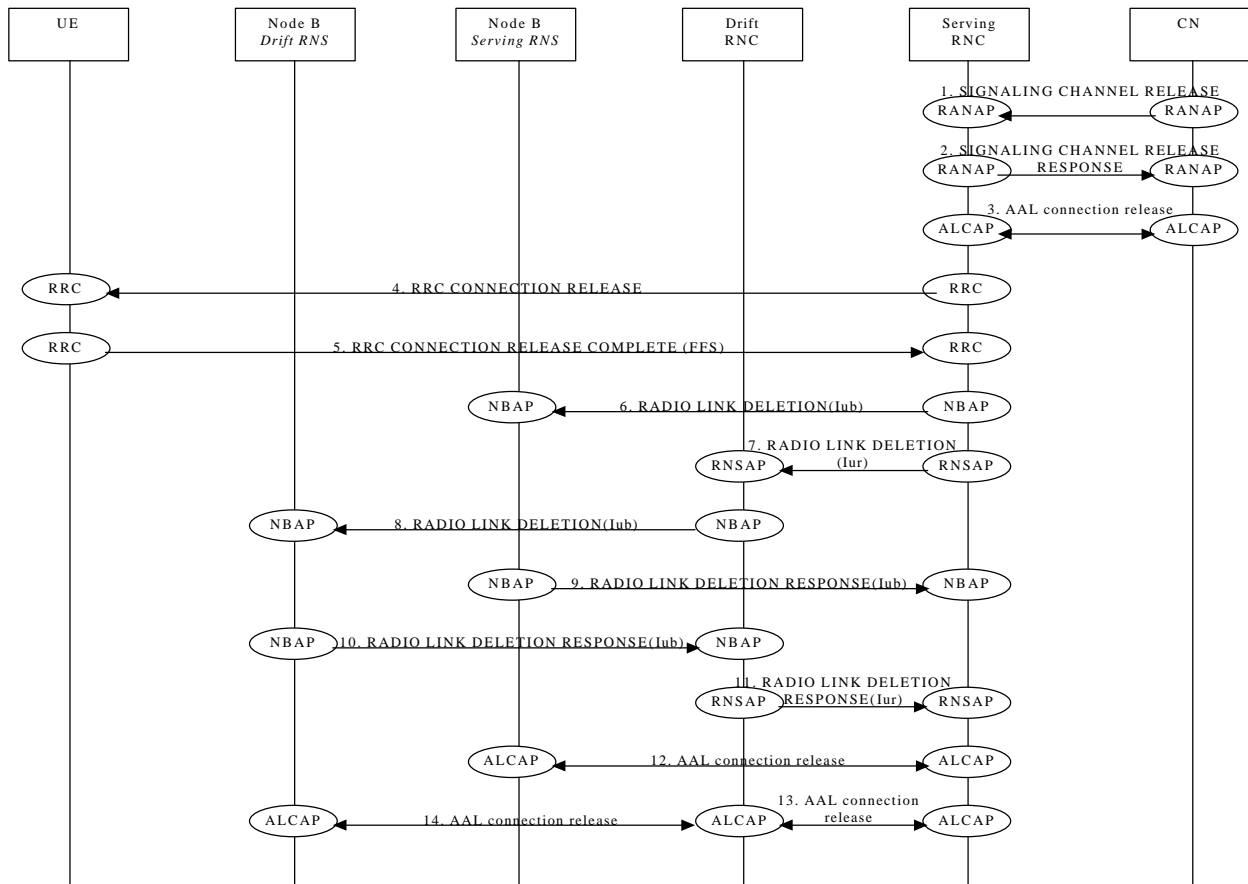 UE
Node B
Drift RNS
Node B
Serving RNS
Drift
RNC
Serving
RNC
CN
1. SIGNALING CHANNEL RELEASE
RANAP
RANAP
2. SIGNALING CHANNEL RELEASE
RESPONSE
RANAP
RANAP
3. AAL connection release
ALCAP
ALCAP
RRC
4. RRC CONNECTION RELEASE
RRC
RRC
5. RRC CONNECTION RELEASE COMPLETE (FFS)
RRC
NBAP
6. RADIO LINK DELETION(Iub)
NBAP
7. RADIO LINK DELETION
(Iur)
RNSAP
RNSAP
NBAP
8. RADIO LINK DELETION(Iub)
NBAP
NBAP
9. RADIO LINK DELETION RESPONSE(Iub)
NBAP
NBAP
10. RADIO LINK DELETION RESPONSE(Iub)
NBAP
11. RADIO LINK DELETION
RESPONSE(Iur)
RNSAP
RNSAP
ALCAP
12. AAL connection release
ALCAP
13. AAL connection
release
ALCAP
14. AAL connection release
ALCAP
ALCAP